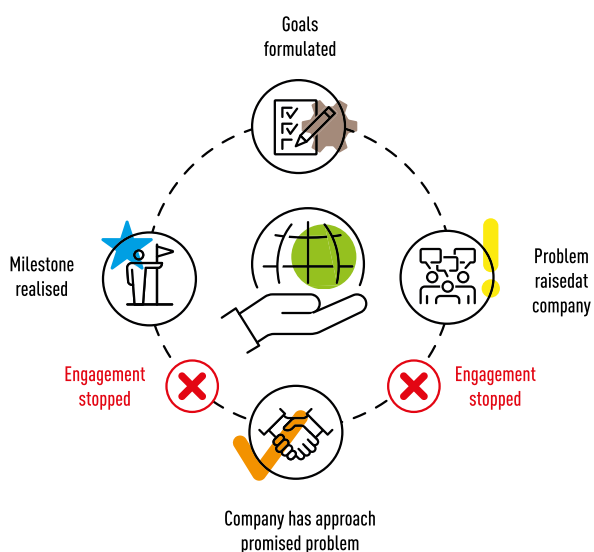 Goals
formulated
Milestone
realised
Problem
raisedat
company
Engagement
stopped
Engagement
stopped
Company has approach
promised problem